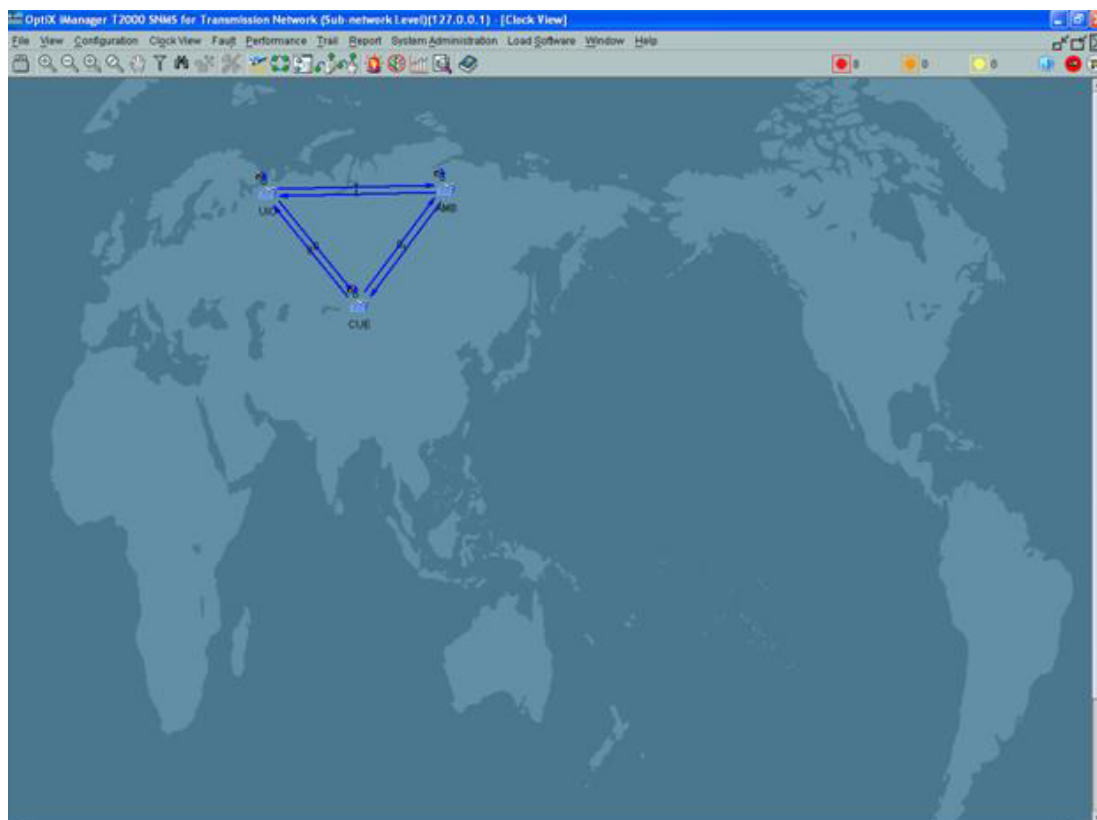 OptiX iManager T2000 SNMS for Transmission Network (Sub-network Level)(127.0.0.1) - [Clock View]
File View Configuration Clock View Fault Performance Trail Report System Administration Load Software Window Help
0 0 0
UIO
AMB
CUE